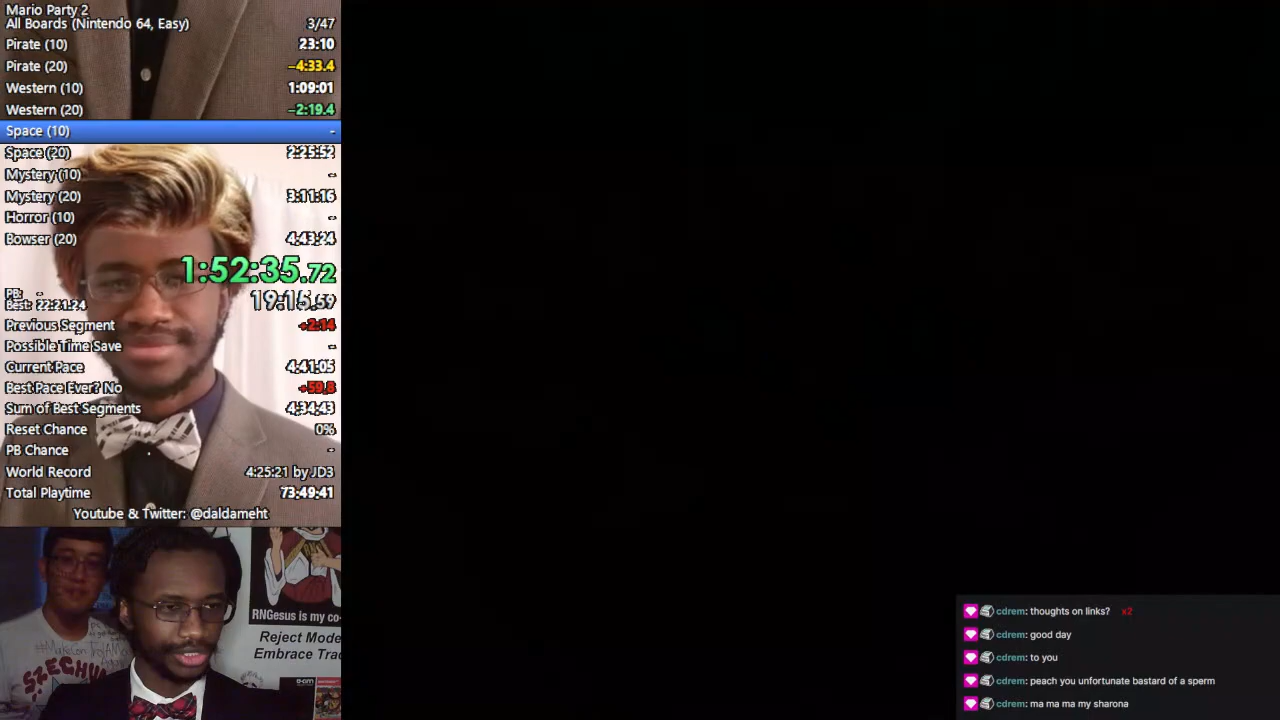 Mario Party 2
All Boards (Nintendo 64, Easy) 3/47
Pirate (10) 23:10
Pirate (20) -4:33.4
Western (10) 1:09:01
Western (20) -2:19.4
Space (10) -
Space (20) 2:25:52
Mystery (10) -
Mystery (20) 3:11:16
Horror (10) -
Bowser (20) 4:43:24
1:52:35.72
PB: -
Best: 22:21.24
19:15.59
Previous Segment +2:14
Possible Time Save -
Current Pace 4:41:05
Best Pace Ever? No +59.8
Sum of Best Segments 4:34:43
Reset Chance 0%
PB Chance -
World Record 4:25:21 by JD3
Total Playtime 73:49:41
Youtube & Twitter: @daldameht
RNGesus is my co-
Reject Mode
Embrace Tra
cdrem: thoughts on links? x2
cdrem: good day
cdrem: to you
cdrem: peach you unfortunate bastard of a sperm
cdrem: ma ma ma my sharona